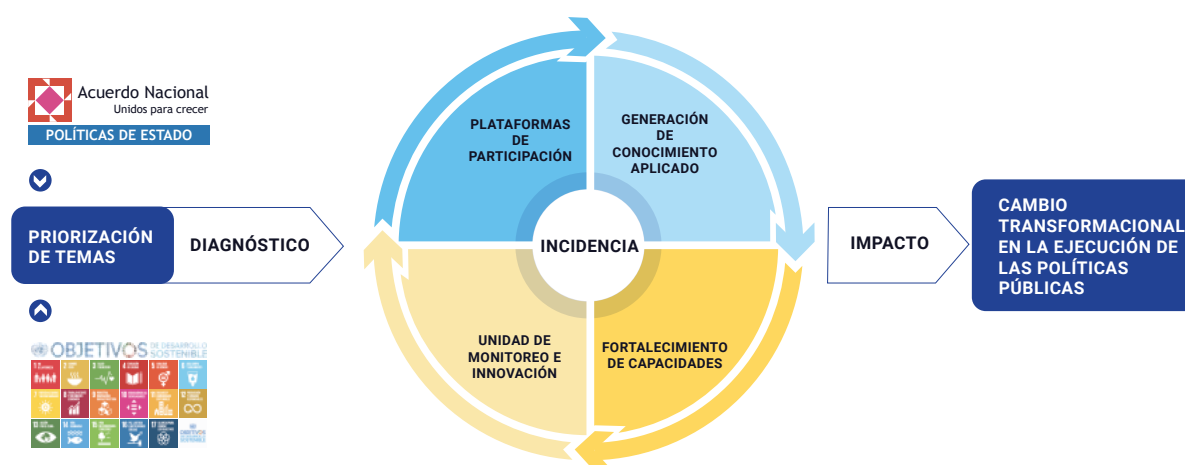 Acuerdo Nacional
Unidos para crecer
POLÍTICAS DE ESTADO
PRIORIZACIÓN
DE TEMAS
DIAGNÓSTICO
OBJETIVOS
DE DESARROLLO
SOSTENIBLE
PLATAFORMAS
DE
PARTICIPACIÓN
GENERACIÓN
DE
CONOCIMIENTO
APLICADO
INCIDENCIA
UNIDAD DE
MONITOREO E
INNOVACIÓN
FORTALECIMIENTO
DE CAPACIDADES
IMPACTO
CAMBIO
TRANSFORMACIONAL
EN LA EJECUCIÓN DE
LAS POLÍTICAS
PÚBLICAS